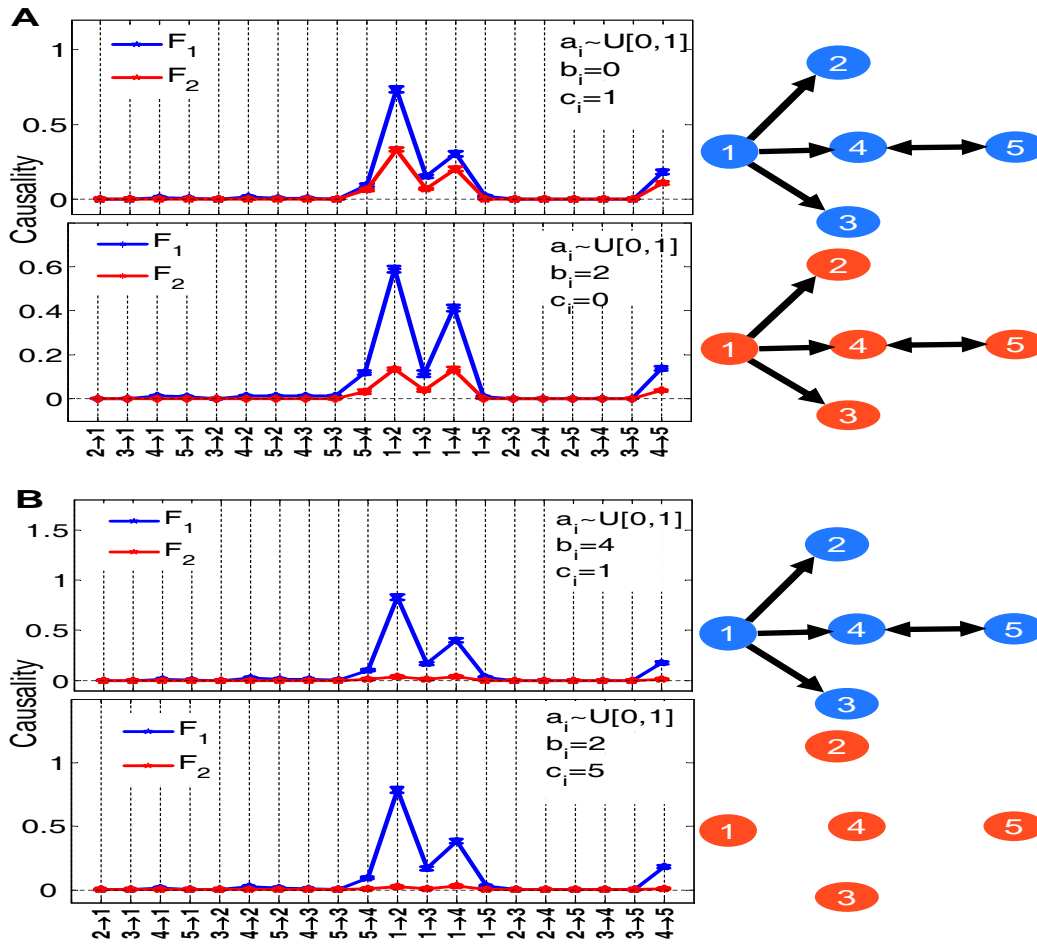 A
Causality
1
0.5
0
F1
F2
ai~U[0,1]
bi=0
ci=1
0.6
0.4
0.2
0
F1
F2
ai~U[0,1]
bi=2
ci=0
2→1 3→1 4→1 5→1 3→2 4→2 5→2 4→3 5→3 5→4 1→2 1→3 1→4 1→5 2→3 2→4 2→5 3→4 3→5 4→5
2
1 4 5
3
2
1 4 5
3
B
Causality
1.5
1
0.5
0
F1
F2
ai~U[0,1]
bi=4
ci=1
1
0.5
0
F1
F2
ai~U[0,1]
bi=2
ci=5
2→1 3→1 4→1 5→1 3→2 4→2 5→2 4→3 5→3 5→4 1→2 1→3 1→4 1→5 2→3 2→4 2→5 3→4 3→5 4→5
2
1 4 5
3
2
1 4 5
3